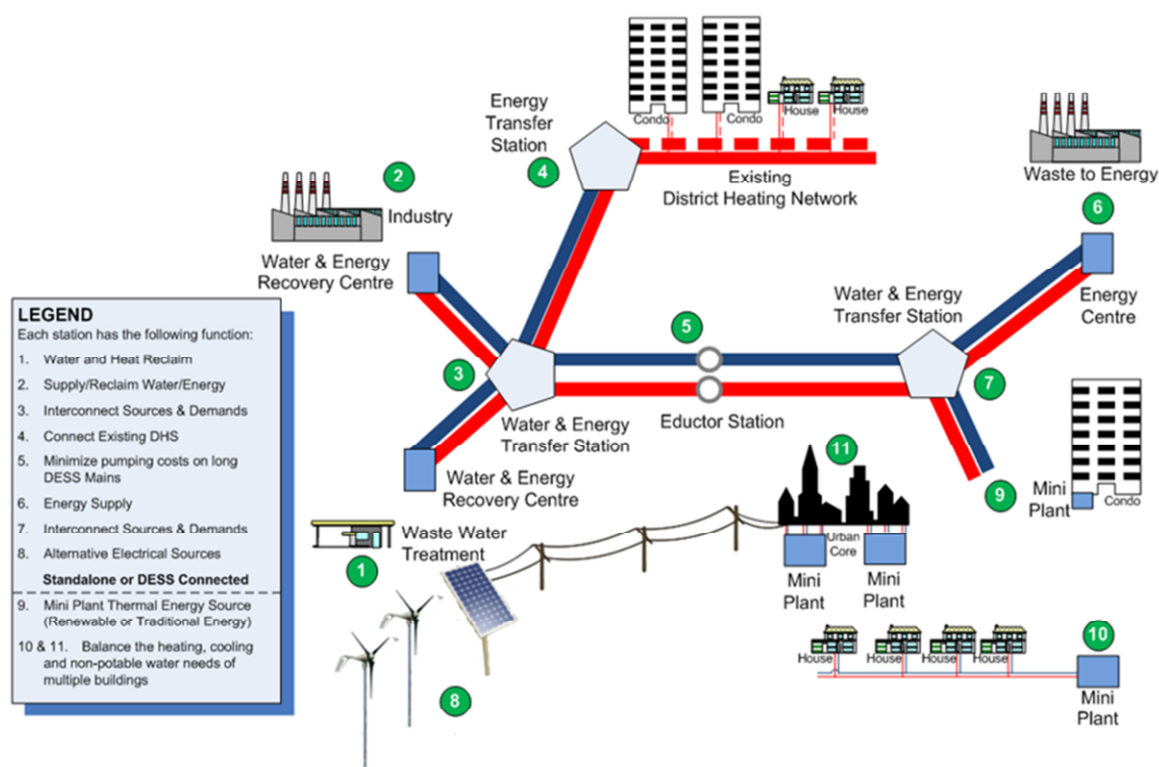 Energy
Transfer
Station
4
Condo
Condo
House
House
Existing
District Heating Network
Waste to Energy
6
Energy
Centre
2
Industry
Water & Energy
Recovery Centre
Water & Energy
Transfer Station
5
Eductor Station
3
Water & Energy
Transfer Station
7
9
Mini
Plant
Condo
Water & Energy
Recovery Centre
11
Urban
Core
Mini
Plant
Mini
Plant
Waste Water
Treatment
1
8
House
House
House
House
10
Mini
Plant
LEGEND
Each station has the following function:
1. Water and Heat Reclaim
2. Supply/Reclaim Water/Energy
3. Interconnect Sources & Demands
4. Connect Existing DHS
5. Minimize pumping costs on long
DESS Mains
6. Energy Supply
7. Interconnect Sources & Demands
8. Alternative Electrical Sources
Standalone or DESS Connected
9. Mini Plant Thermal Energy Source
(Renewable or Traditional Energy)
10 & 11. Balance the heating, cooling
and non-potable water needs of
multiple buildings